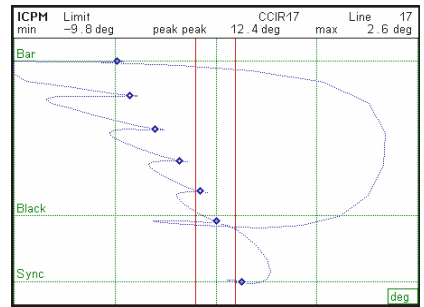 ICPM Limit CCIR17 Line 17
min −9.8 deg peak peak 12.4 deg max 2.6 deg
Bar
Black
Sync
deg